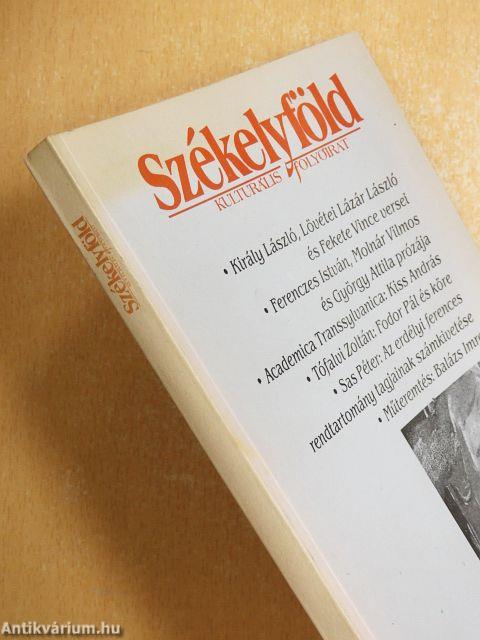 Székelyföld
KULTURÁLIS FOLYÓIRAT
• Király László, Lövétei Lázár László
és Fekete Vince versei
• Ferenczes István, Molnár Vilmos
és György Attila prózája
• Academica Transsylvanica: Kiss András
• Tófalvi Zoltán: Fodor Pál és köre
• Sas Péter: Az erdélyi ferences
rendtartomány tagjainak számkivetése
• Műteremtés: Balázs Imre
Székelyföld
Antikvárium.hu